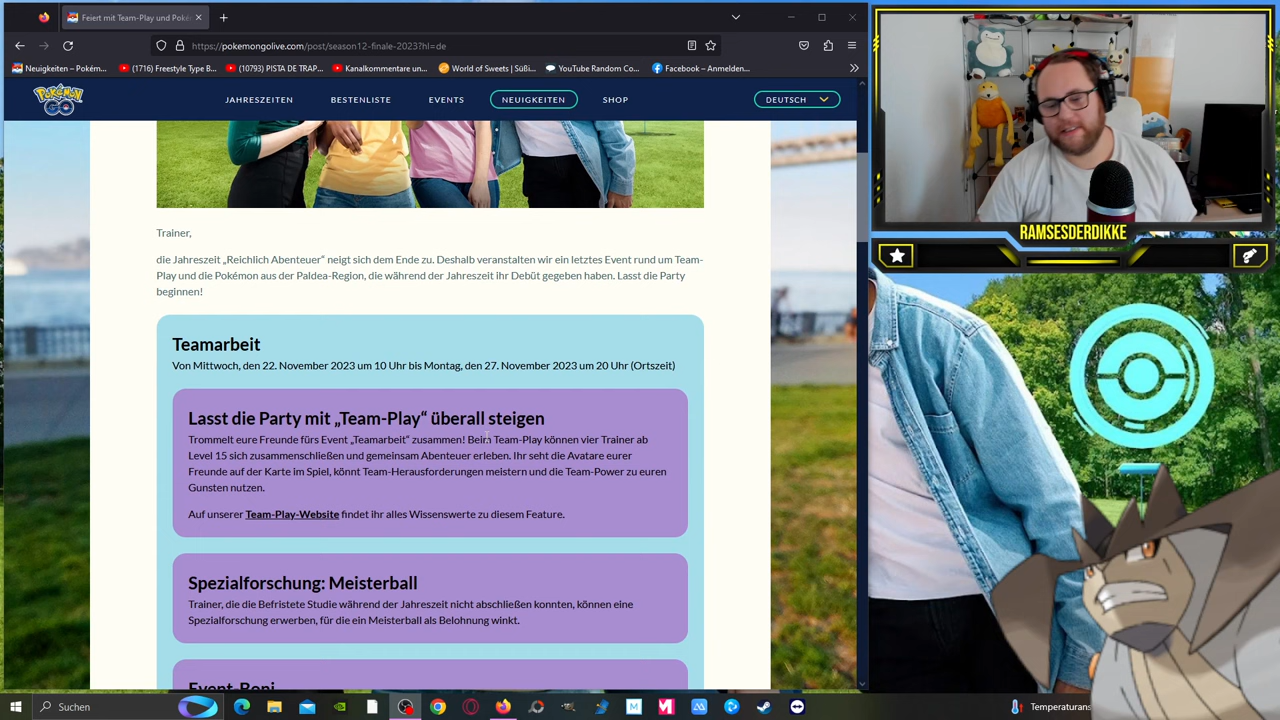 Feiert mit Team-Play und Poké
https://pokemongolive.com/post/season12-finale-2023?hl=de
Neuigkeiten – Pokém...
(1716) Freestyle Type B...
(10793) PISTA DE TRAP...
Kanalkommentare un...
World of Sweets | Süßi...
YouTube Random Co...
Facebook – Anmelden...
POKÉMON GO
JAHRESZEITEN
BESTENLISTE
EVENTS
NEUIGKEITEN
SHOP
DEUTSCH
Trainer,
die Jahreszeit „Reichlich Abenteuer“ neigt sich dem Ende zu. Deshalb veranstalten wir ein letztes Event rund um Team-
Play und die Pokémon aus der Paldea-Region, die während der Jahreszeit ihr Debüt gegeben haben. Lasst die Party
beginnen!
Teamarbeit
Von Mittwoch, den 22. November 2023 um 10 Uhr bis Montag, den 27. November 2023 um 20 Uhr (Ortszeit)
Lasst die Party mit „Team-Play“ überall steigen
Trommelt eure Freunde fürs Event „Teamarbeit“ zusammen! Beim Team-Play können vier Trainer ab
Level 15 sich zusammenschließen und gemeinsam Abenteuer erleben. Ihr seht die Avatare eurer
Freunde auf der Karte im Spiel, könnt Team-Herausforderungen meistern und die Team-Power zu euren
Gunsten nutzen.
Auf unserer Team-Play-Website findet ihr alles Wissenswerte zu diesem Feature.
Spezialforschung: Meisterball
Trainer, die die Befristete Studie während der Jahreszeit nicht abschließen konnten, können eine
Spezialforschung erwerben, für die ein Meisterball als Belohnung winkt.
Event-Boni
RAMSESDERDIKKE
Suchen
Temperaturans